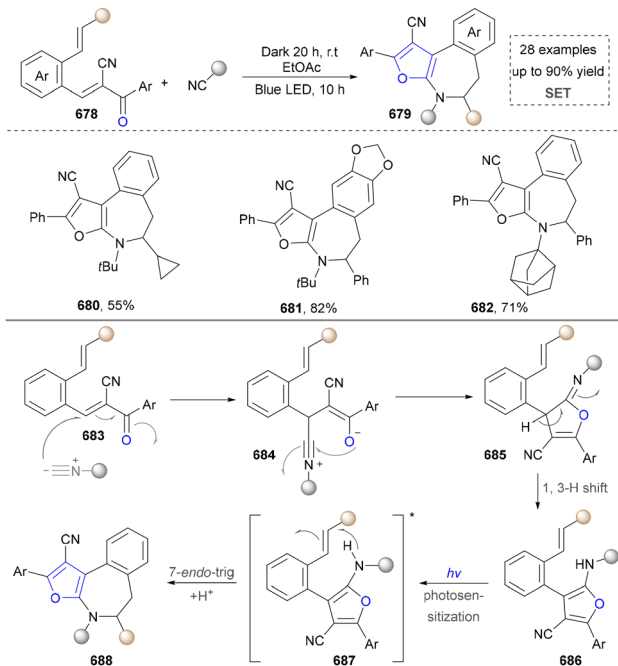 CN
Ar
CN
Ar
O
678
+
NC
Dark 20 h, r.t
EtOAc
Blue LED, 10 h
CN
Ar
Ar
O
N
679
28 examples
up to 90% yield
SET
CN
Ph
O
N
tBu
680, 55%
O
O
CN
Ph
O
N
tBu
Ph
681, 82%
CN
Ph
O
N
Ph
682, 71%
CN
Ar
O
683
− ≡N+
CN
Ar
O−
N+
684
N
H
O
CN
Ar
685
1, 3-H shift
HN
O
CN
Ar
686
hν
photosen-
sitization
*
H
N
O
CN
Ar
687
7-endo-trig
+H+
CN
Ar
O
N
688